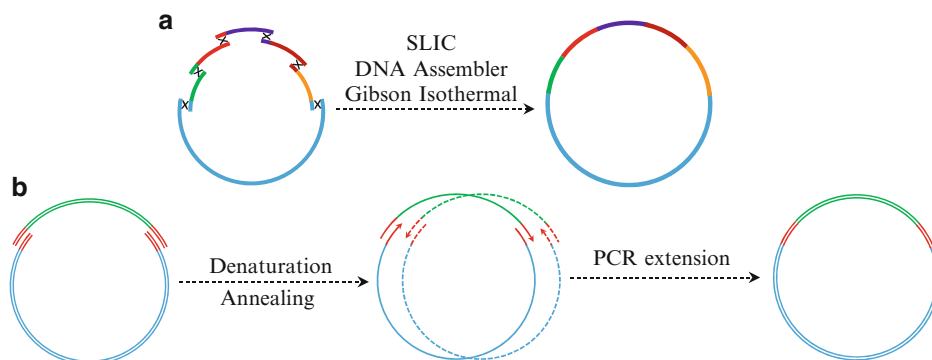 a
SLIC
DNA Assembler
Gibson Isothermal
x x x x x x
b
Denaturation
Annealing
PCR extension